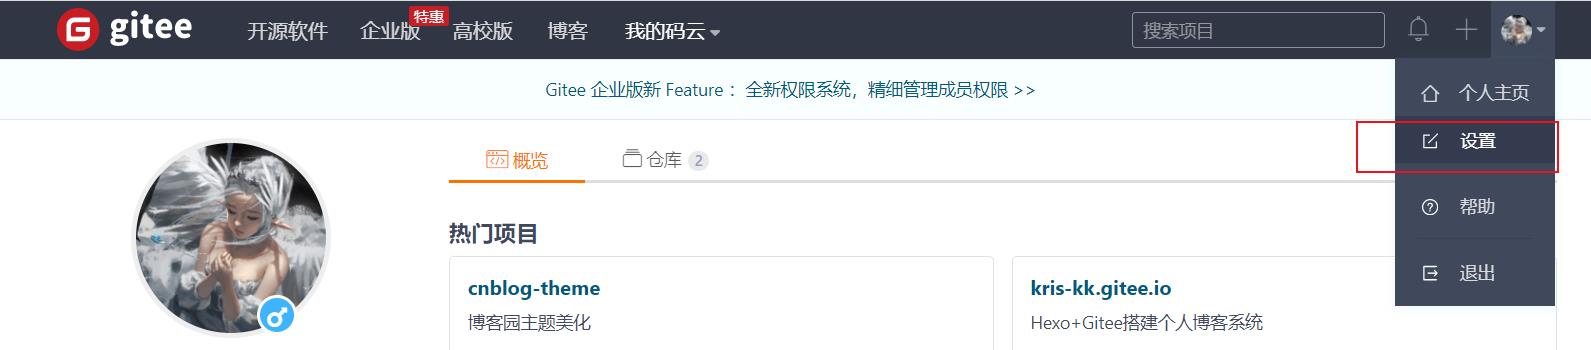 gitee 开源软件 企业版 特惠 高校版 博客 我的码云 搜索项目
Gitee 企业版新 Feature ：全新权限系统，精细管理成员权限 >>
个人主页
设置
概览 仓库 2
帮助
热门项目
退出
cnblog-theme kris-kk.gitee.io
博客园主题美化 Hexo+Gitee搭建个人博客系统